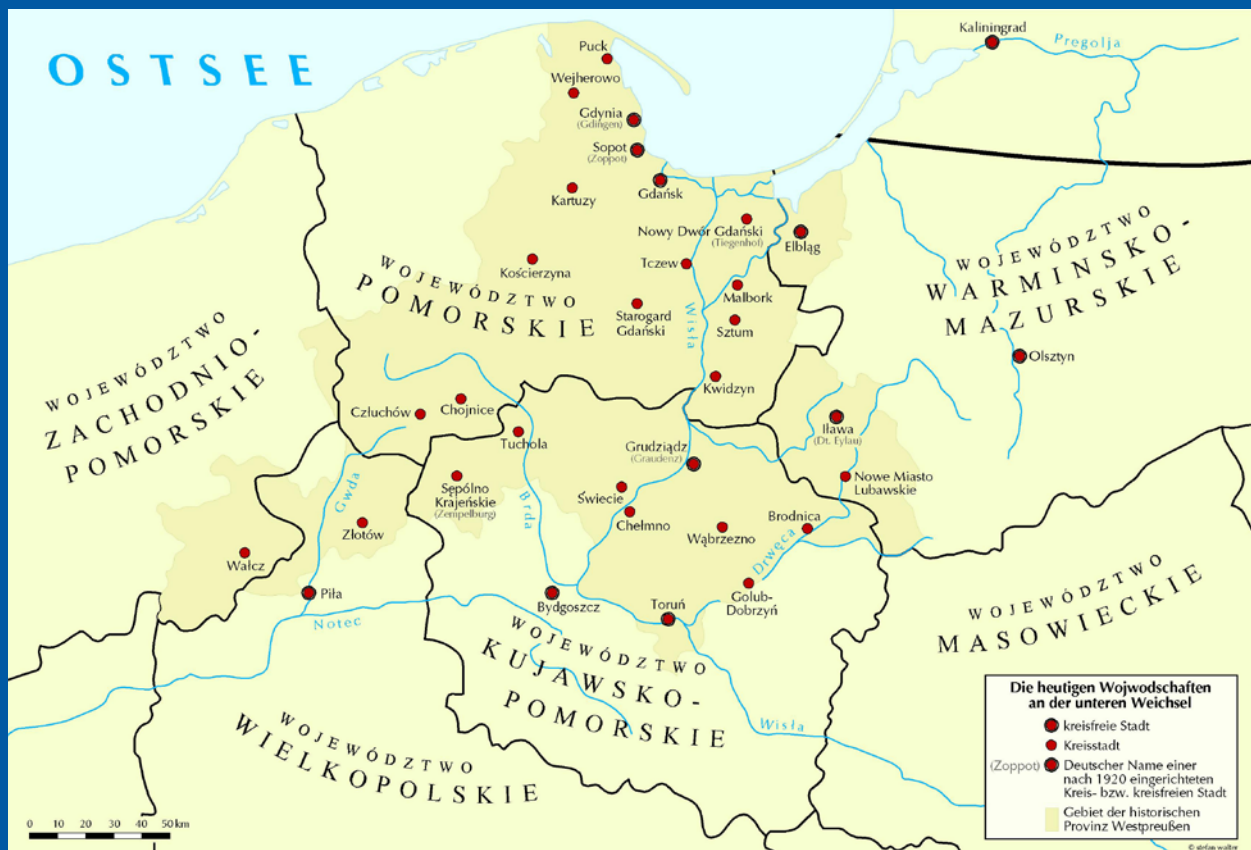 OSTSEE
Kaliningrad
Pregolja
Puck
Wejherowo
Gdynia
(Gdingen)
Sopot
(Zoppot)
Gdańsk
Kartuzy
Nowy Dwór Gdański
(Tiegenhof)
Elbląg
Kościerzyna
Tczew
Malbork
Starogard
Gdański
Sztum
Wisła
Kwidzyn
WOJEWÓDZTWO
POMORSKIE
WOJEWÓDZTWO
WARMINSKO-
MAZURSKIE
Olsztyn
WOJEWÓDZTWO
ZACHODNIO-
POMORSKIE
Człuchów
Chojnice
Tuchola
Iława
(Dt. Eylau)
Grudziądz
(Graudenz)
Gwda
Sępólno
Krajeńskie
(Zempelburg)
Brda
Świecie
Chełmno
Nowe Miasto
Lubawskie
Brodnica
Wąbrzezno
Drwęca
Złotów
Wałcz
Piła
Notec
Bydgoszcz
Toruń
Golub-
Dobrzyń
WOJEWÓDZTWO
KUJAWSKO-
POMORSKIE
WOJEWÓDZTWO
MASOWIECKIE
WOJEWÓDZTWO
WIELKOPOLSKIE
Wisła
Die heutigen Wojwodschaften
an der unteren Weichsel
kreisfreie Stadt
Kreisstadt
(Zoppot) Deutscher Name einer
nach 1920 eingerichteten
Kreis- bzw. kreisfreien Stadt
Gebiet der historischen
Provinz Westpreußen
0 10 20 30 40 50 km
© stefan walter